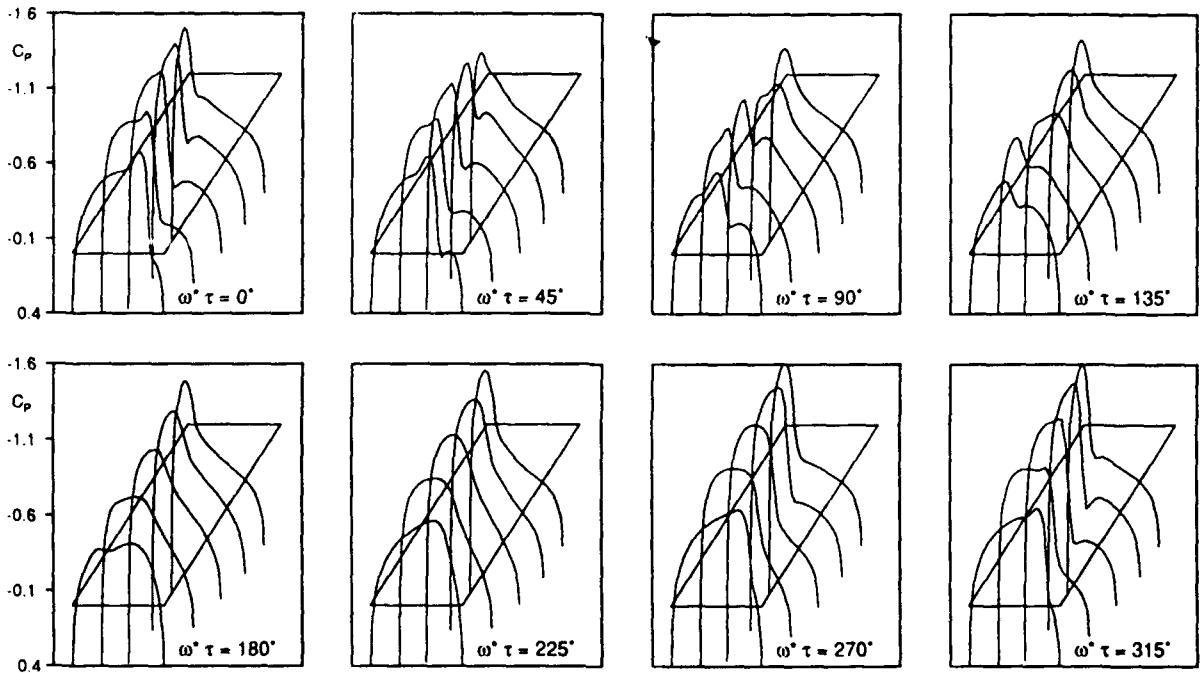 -1.6
Cₚ
-1.1
-0.6
-0.1
0.4
ω* τ = 0°
ω* τ = 45°
ω* τ = 90°
ω* τ = 135°
-1.6
Cₚ
-1.1
-0.6
-0.1
0.4
ω* τ = 180°
ω* τ = 225°
ω* τ = 270°
ω* τ = 315°